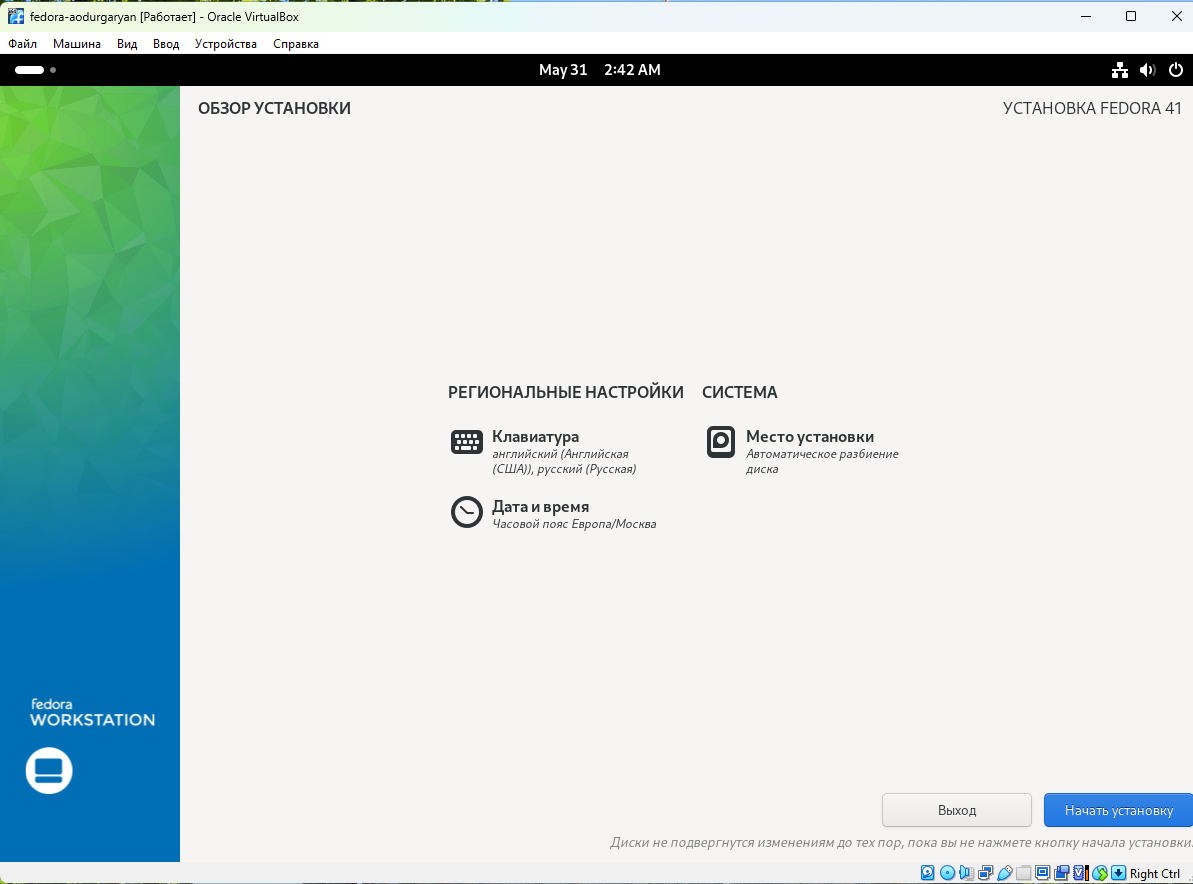 fedora-aodurgaryan [Работает] - Oracle VirtualBox
Файл Машина Вид Ввод Устройства Справка
May 31 2:42 AM
ОБЗОР УСТАНОВКИ
УСТАНОВКА FEDORA 41
РЕГИОНАЛЬНЫЕ НАСТРОЙКИ
Клавиатура
английский (Английская
(США)), русский (Русская)
Дата и время
Часовой пояс Европа/Москва
СИСТЕМА
Место установки
Автоматическое разбиение
диска
fedora
WORKSTATION
Выход
Начать установку
Диски не подвергнутся изменениям до тех пор, пока вы не нажмете кнопку начала установки.
Right Ctrl